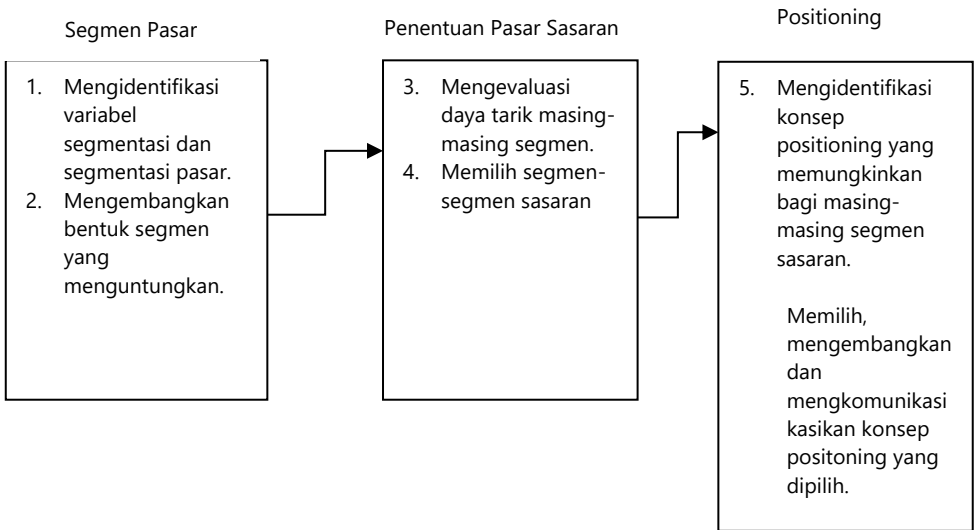 Segmen Pasar
1. Mengidentifikasi
variabel
segmentasi dan
segmentasi pasar.
2. Mengembangkan
bentuk segmen
yang
menguntungkan.
Penentuan Pasar Sasaran
3. Mengevaluasi
daya tarik masing-
masing segmen.
4. Memilih segmen-
segmen sasaran
Positioning
5. Mengidentifikasi
konsep
positioning yang
memungkinkan
bagi masing-
masing segmen
sasaran.
Memilih,
mengembangkan
dan
mengkomunikasi
kasikan konsep
positoning yang
dipilih.